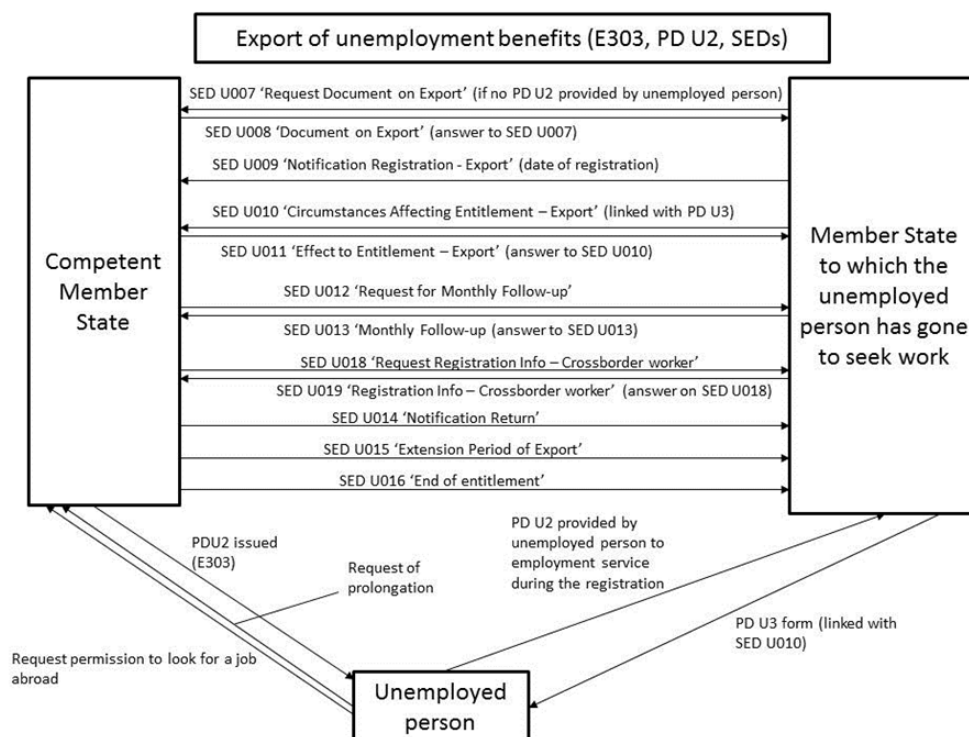 Export of unemployment benefits (E303, PD U2, SEDs)
SED U007 ‘Request Document on Export’ (if no PD U2 provided by unemployed person)
SED U008 ‘Document on Export’ (answer to SED U007)
SED U009 ‘Notification Registration - Export’ (date of registration)
SED U010 ‘Circumstances Affecting Entitlement – Export’ (linked with PD U3)
SED U011 ‘Effect to Entitlement – Export’ (answer to SED U010)
SED U012 ‘Request for Monthly Follow-up’
SED U013 ‘Monthly Follow-up (answer to SED U013)
SED U018 ‘Request Registration Info – Crossborder worker’
SED U019 ‘Registration Info – Crossborder worker’ (answer on SED U018)
SED U014 ‘Notification Return’
SED U015 ‘Extension Period of Export’
SED U016 ‘End of entitlement’
Competent
Member
State
Member State
to which the
unemployed
person has gone
to seek work
PDU2 issued
(E303)
Request of
prolongation
PD U2 provided by
unemployed person to
employment service
during the registration
PD U3 form (linked with
SED U010)
Request permission to look for a job
abroad
Unemployed
person